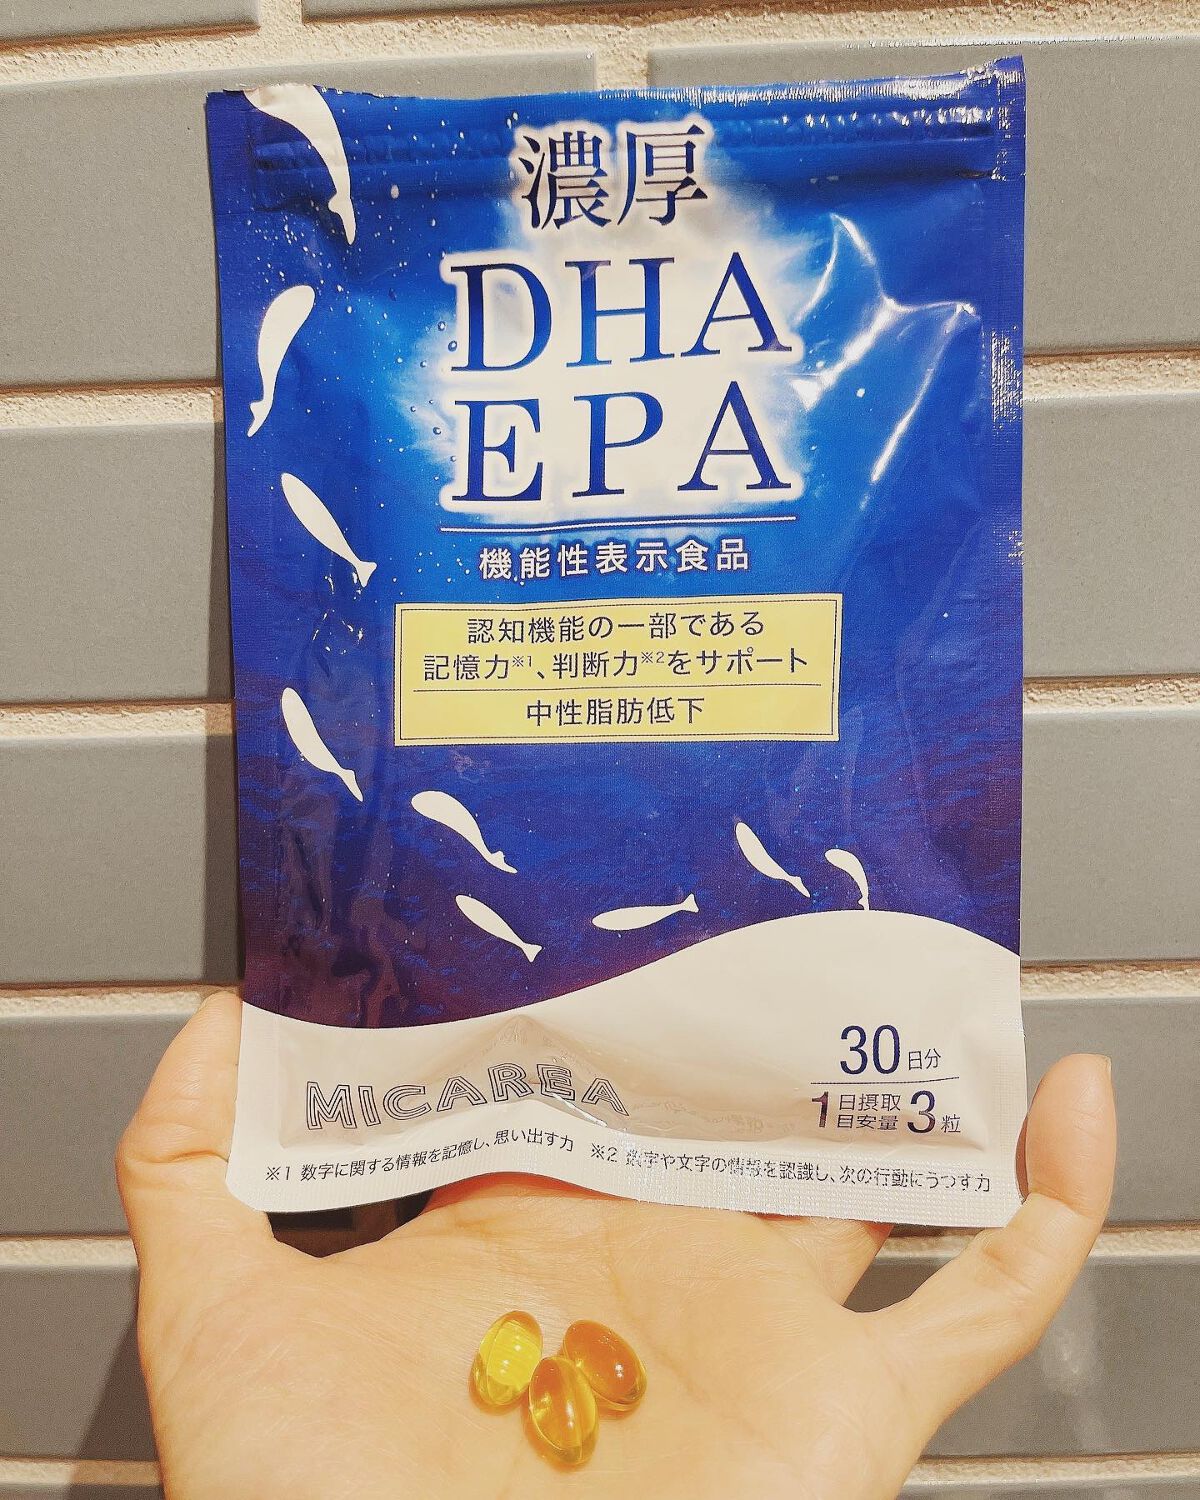 濃厚
DHA
EPA
機能性表示食品
認知機能の一部である
記憶力※1、判断力※2をサポート
中性脂肪低下
MICAREA
30日分
1日摂取目安量3粒
※1 数字に関する情報を記憶し、思い出す力 ※2 数字や文字の情報を認識し、次の行動にうつす力